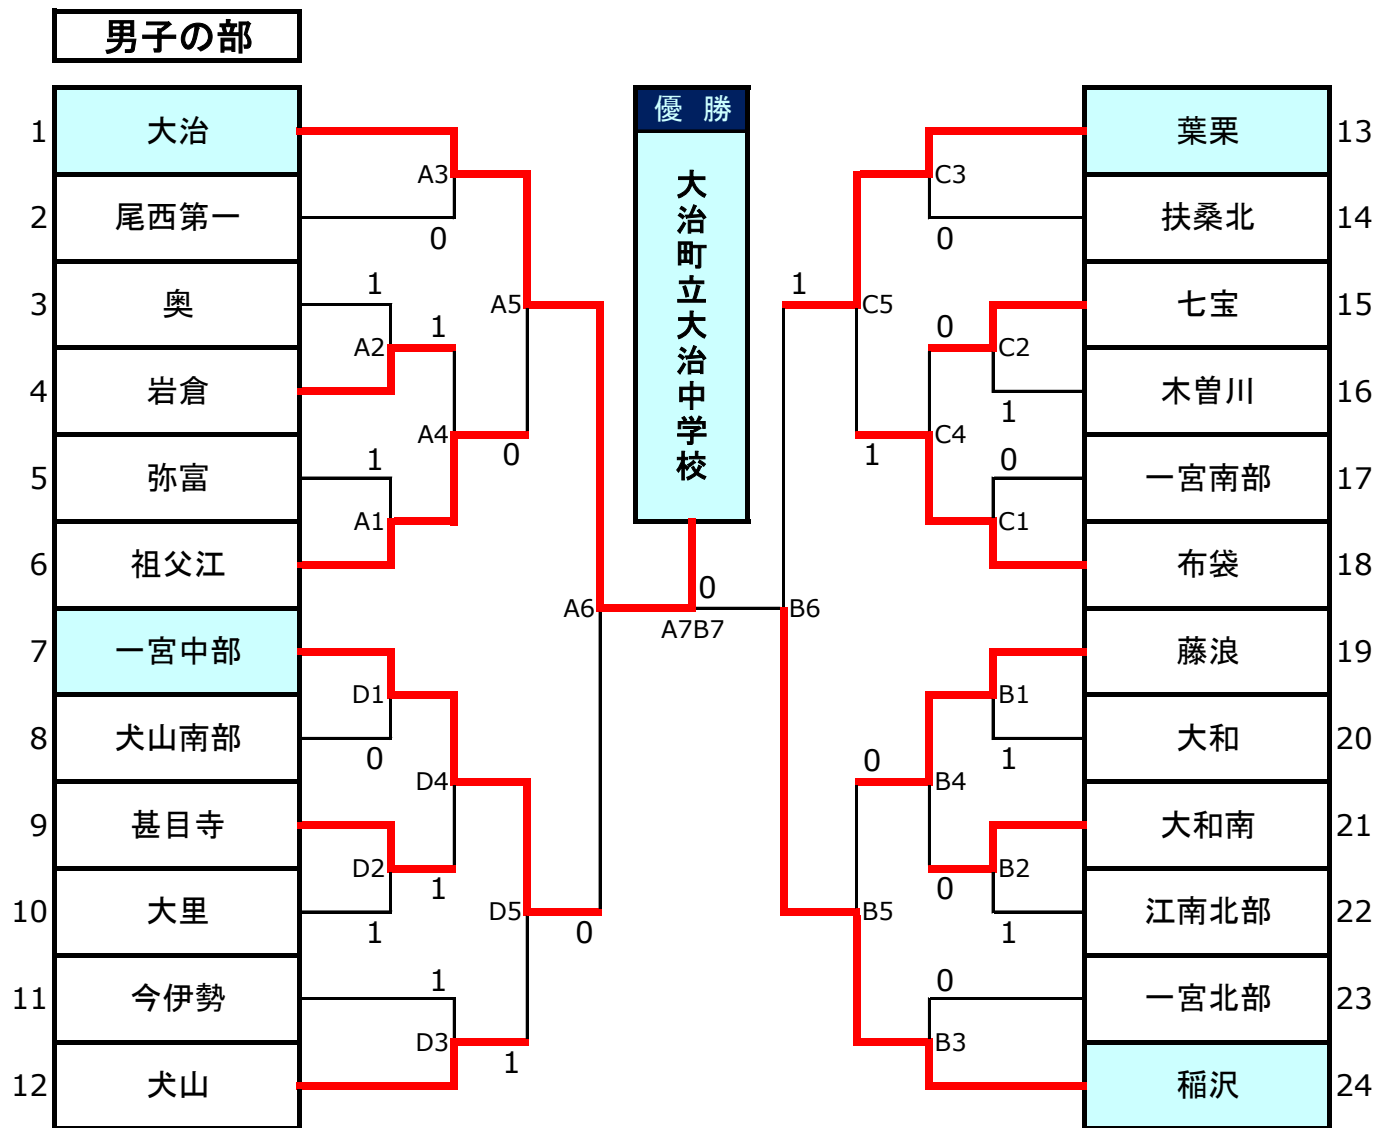 男子の部
優 勝
大治町立大治中学校
1 大治
2 尾西第一
3 奥
4 岩倉
5 弥富
6 祖父江
7 一宮中部
8 犬山南部
9 甚目寺
10 大里
11 今伊勢
12 犬山
A3
0
1
A2
1
A4
1
A1
A5
0
D1
0
D4
D2
1
1
1
D3
D5
1
A6
0
0
A7B7
B6
1
C5
C3
0
0
C2
1
C4
1
0
C1
B1
1
0
B4
B2
0
1
B5
0
B3
葉栗 13
扶桑北 14
七宝 15
木曽川 16
一宮南部 17
布袋 18
藤浪 19
大和 20
大和南 21
江南北部 22
一宮北部 23
稲沢 24